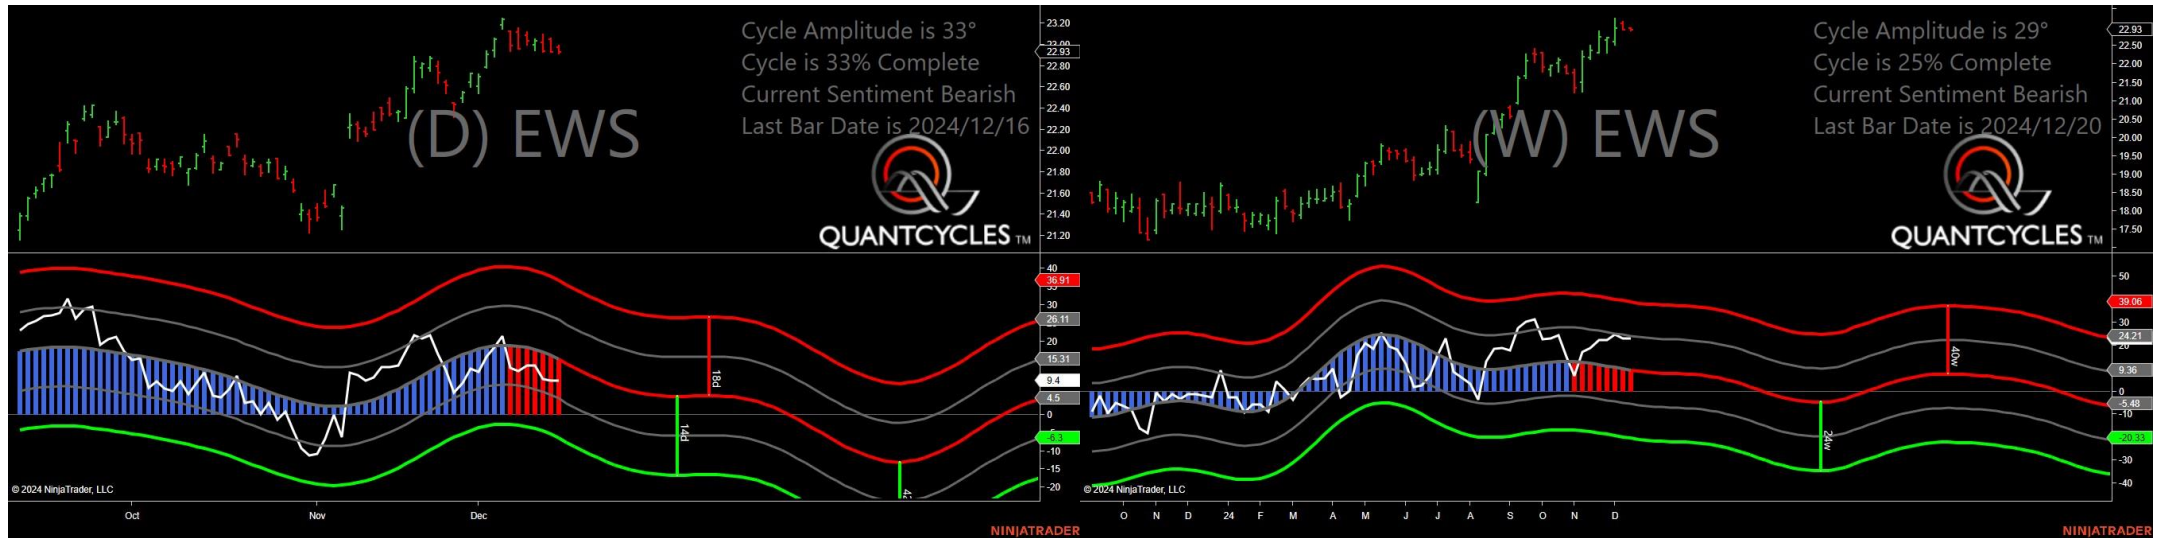 Cycle Amplitude is 33°
Cycle is 33% Complete
Current Sentiment Bearish
Last Bar Date is 2024/12/16
(D) EWS
QUANTCYCLES TM
23.20
23.00
22.93
22.80
22.60
22.40
22.20
22.00
21.80
21.60
21.40
21.20
40
36.91
30
26.11
20
15.31
9.4
4.5
0
-6.3
-10
-15
-20
18d
14d
© 2024 NinjaTrader, LLC
Oct Nov Dec
NINJATRADER
Cycle Amplitude is 29°
Cycle is 25% Complete
Current Sentiment Bearish
Last Bar Date is 2024/12/20
(W) EWS
QUANTCYCLES TM
22.93
22.50
22.00
21.50
21.00
20.50
20.00
19.50
19.00
18.50
18.00
17.50
50
39.06
30
24.21
20
9.36
0
-5.48
-10
-20.33
-30
-40
40w
24w
© 2024 NinjaTrader, LLC
O N D 24 F M A M J J A S O N D
NINJATRADER